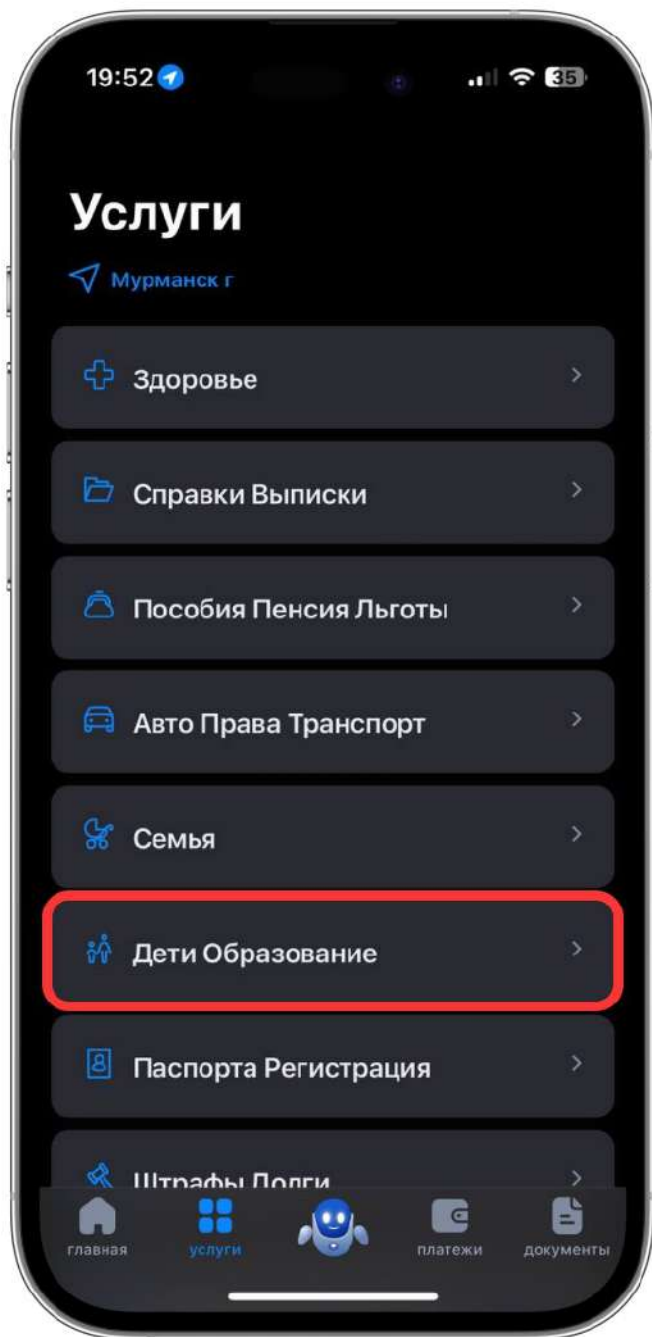 19:52
35
Услуги
Мурманск г
Здоровье
Справки Выписки
Пособия Пенсия Льготы
Авто Права Транспорт
Семья
Дети Образование
Паспорта Регистрация
Штрафы Долги
главная услуги платежи документы